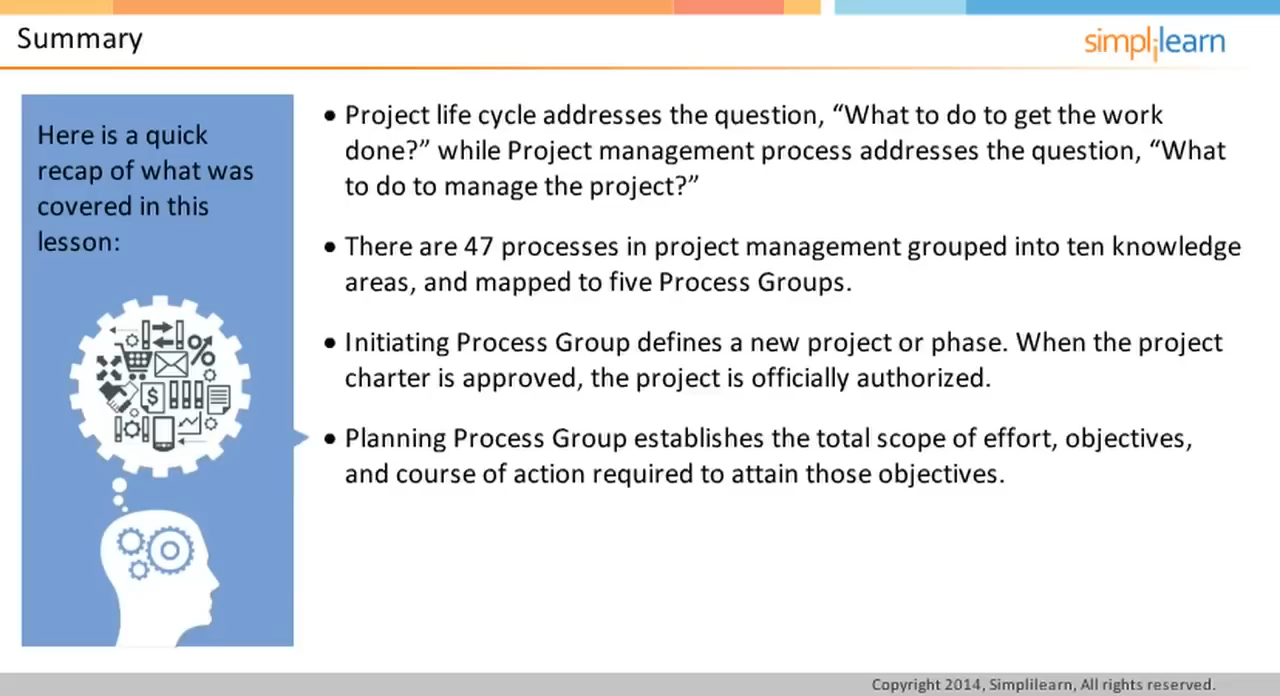 Summary
simplilearn
Here is a quick
recap of what was
covered in this
lesson:
● Project life cycle addresses the question, “What to do to get the work
done?” while Project management process addresses the question, “What
to do to manage the project?”
● There are 47 processes in project management grouped into ten knowledge
areas, and mapped to five Process Groups.
● Initiating Process Group defines a new project or phase. When the project
charter is approved, the project is officially authorized.
● Planning Process Group establishes the total scope of effort, objectives,
and course of action required to attain those objectives.
Copyright 2014, Simplilearn, All rights reserved.